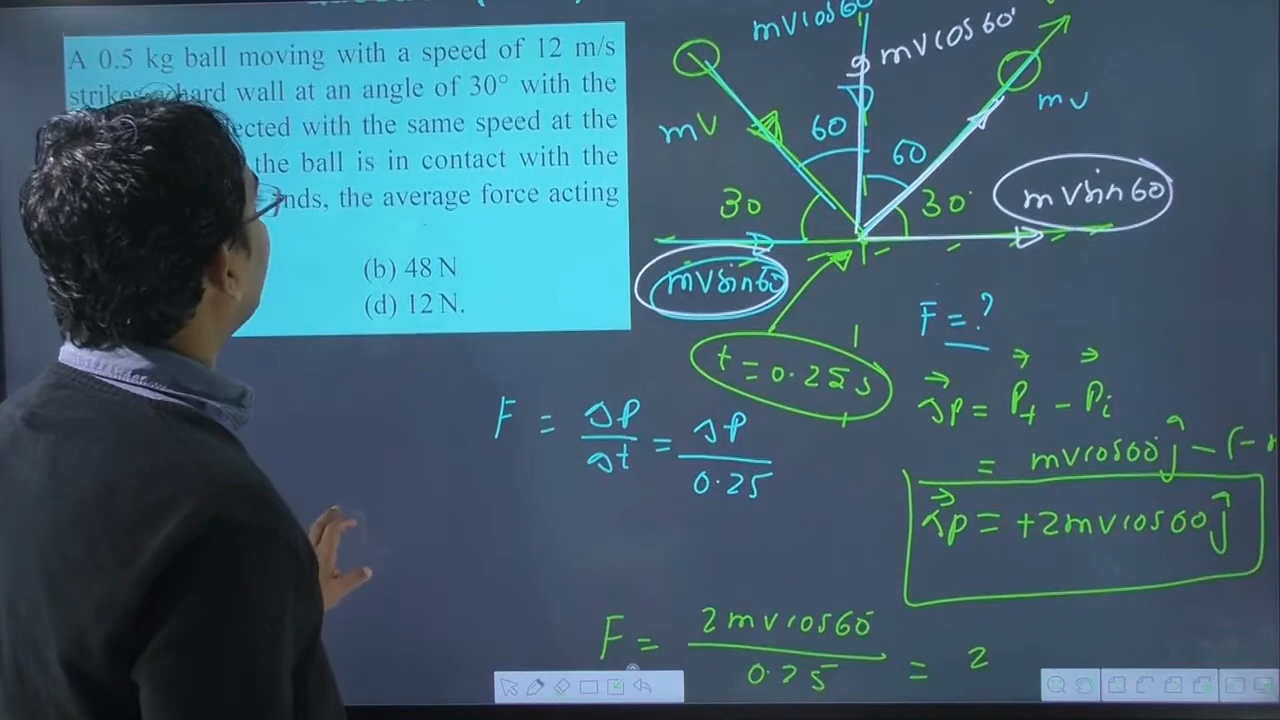 A 0.5 kg ball moving with a speed of 12 m/s
strikes a hard wall at an angle of 30° with the
ected with the same speed at the
the ball is in contact with the
nds, the average force acting
(b) 48 N
(d) 12 N.
mvcos60
mvcos60
mv
60
60
mv
30
30
mvsin60
mvsin60
t = 0.25s
F = ?
F = ΔP/Δt = ΔP/0.25
ΔP = Pf - Pi
= mvcos60 ĵ - (-
ΔP = +2mvcos60 ĵ
F = 2mvcos60/0.25 = 2